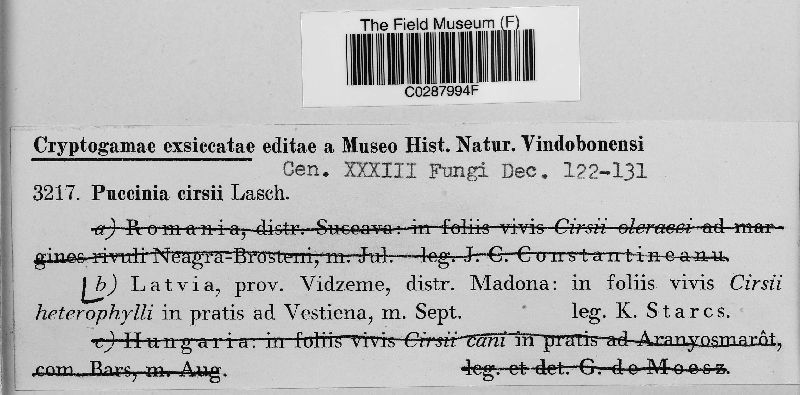 The Field Museum (F)
C0287994F
Cryptogamae exsiccatae editae a Museo Hist. Natur. Vindobonensi
Cen. XXXIII Fungi Dec. 122-131
3217. Puccinia cirsii Lasch.
a) Romania, distr. Suceava: in foliis vivis Cirsii oleracei ad mar-
gines rivuli Neagra-Brosteni, m. Jul. leg. J. C. Constantineanu.
b) Latvia, prov. Vidzeme, distr. Madona: in foliis vivis Cirsii
heterophylli in pratis ad Vestiena, m. Sept. leg. K. Starcs.
c) Hungaria: in foliis vivis Cirsii cani in pratis ad Aranyosmarôt,
com. Bars, m. Aug. leg. et det. G. de Moesz.